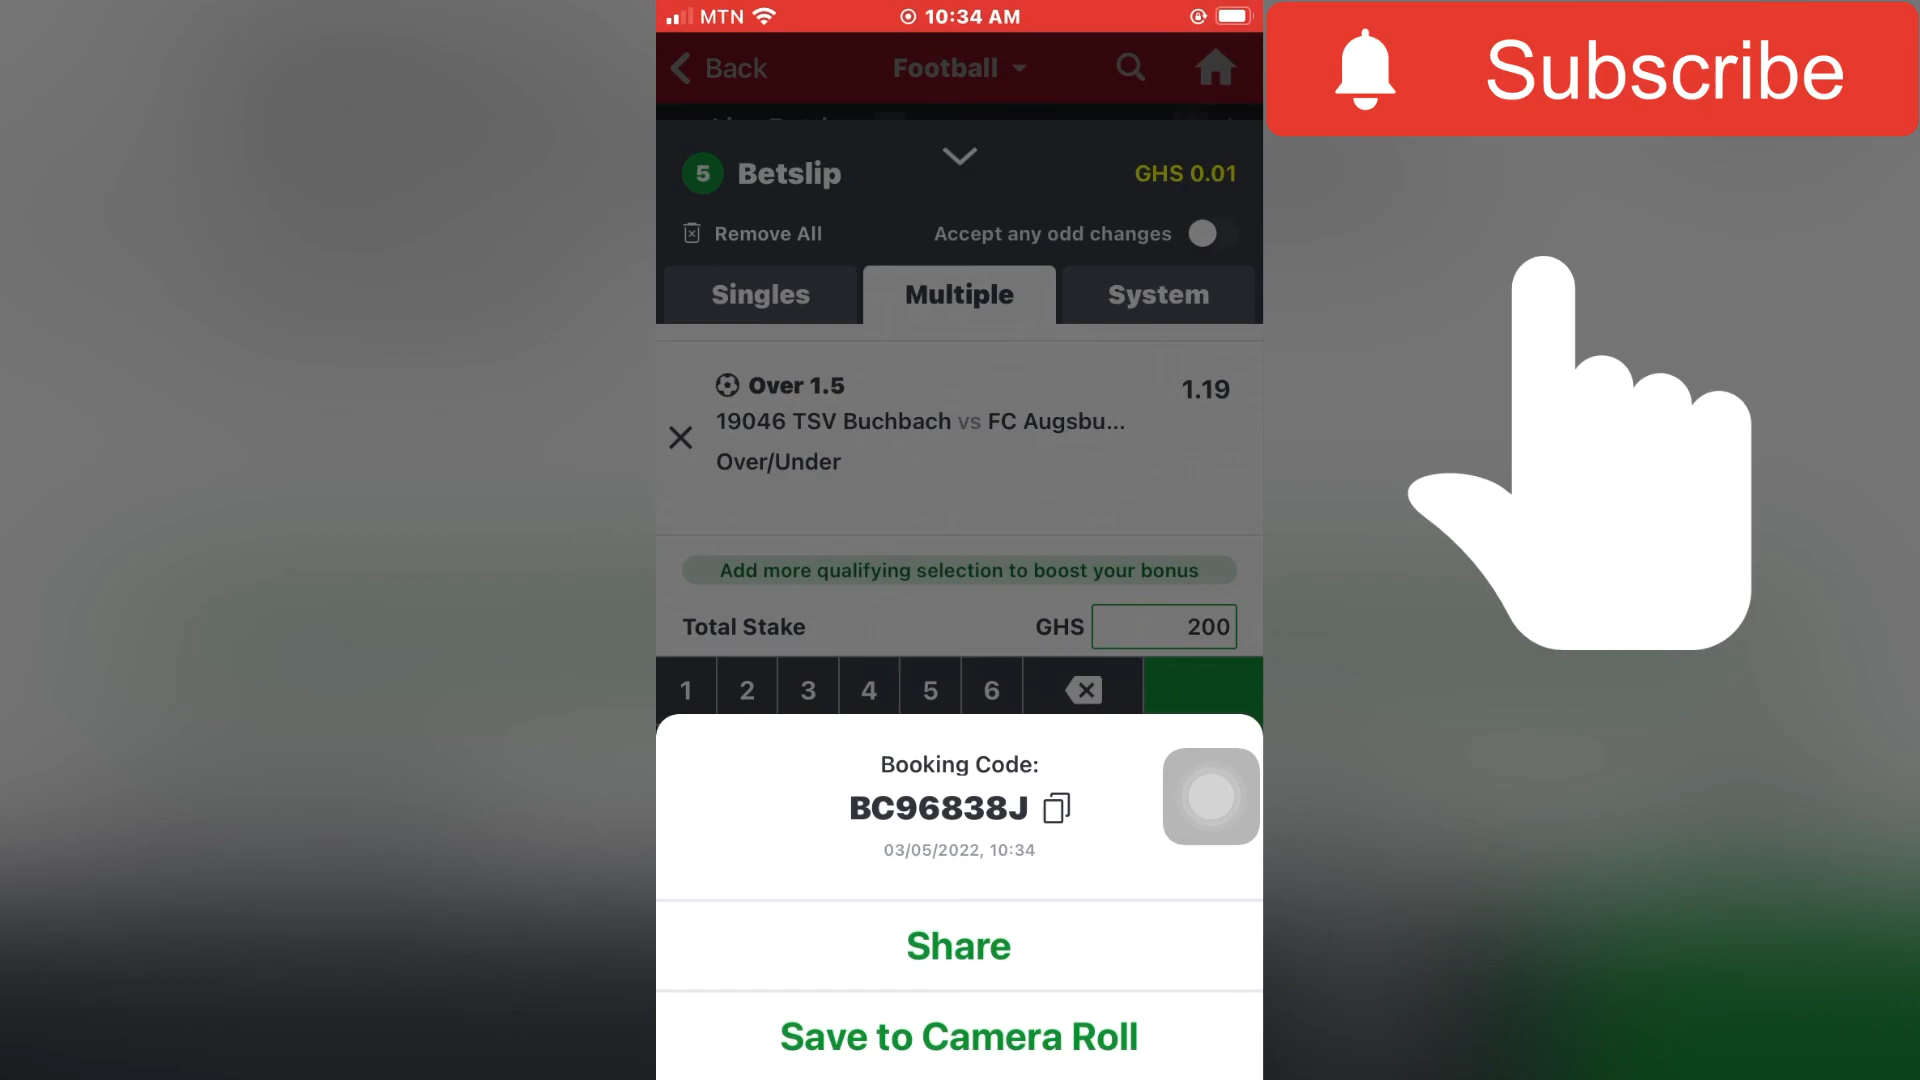 MTN 10:34 AM
Back Football
Subscribe
5 Betslip GHS 0.01
Remove All Accept any odd changes
Singles Multiple System
Over 1.5 1.19
19046 TSV Buchbach vs FC Augsbu...
Over/Under
Add more qualifying selection to boost your bonus
Total Stake GHS 200
1 2 3 4 5 6
Booking Code:
BC96838J
03/05/2022, 10:34
Share
Save to Camera Roll